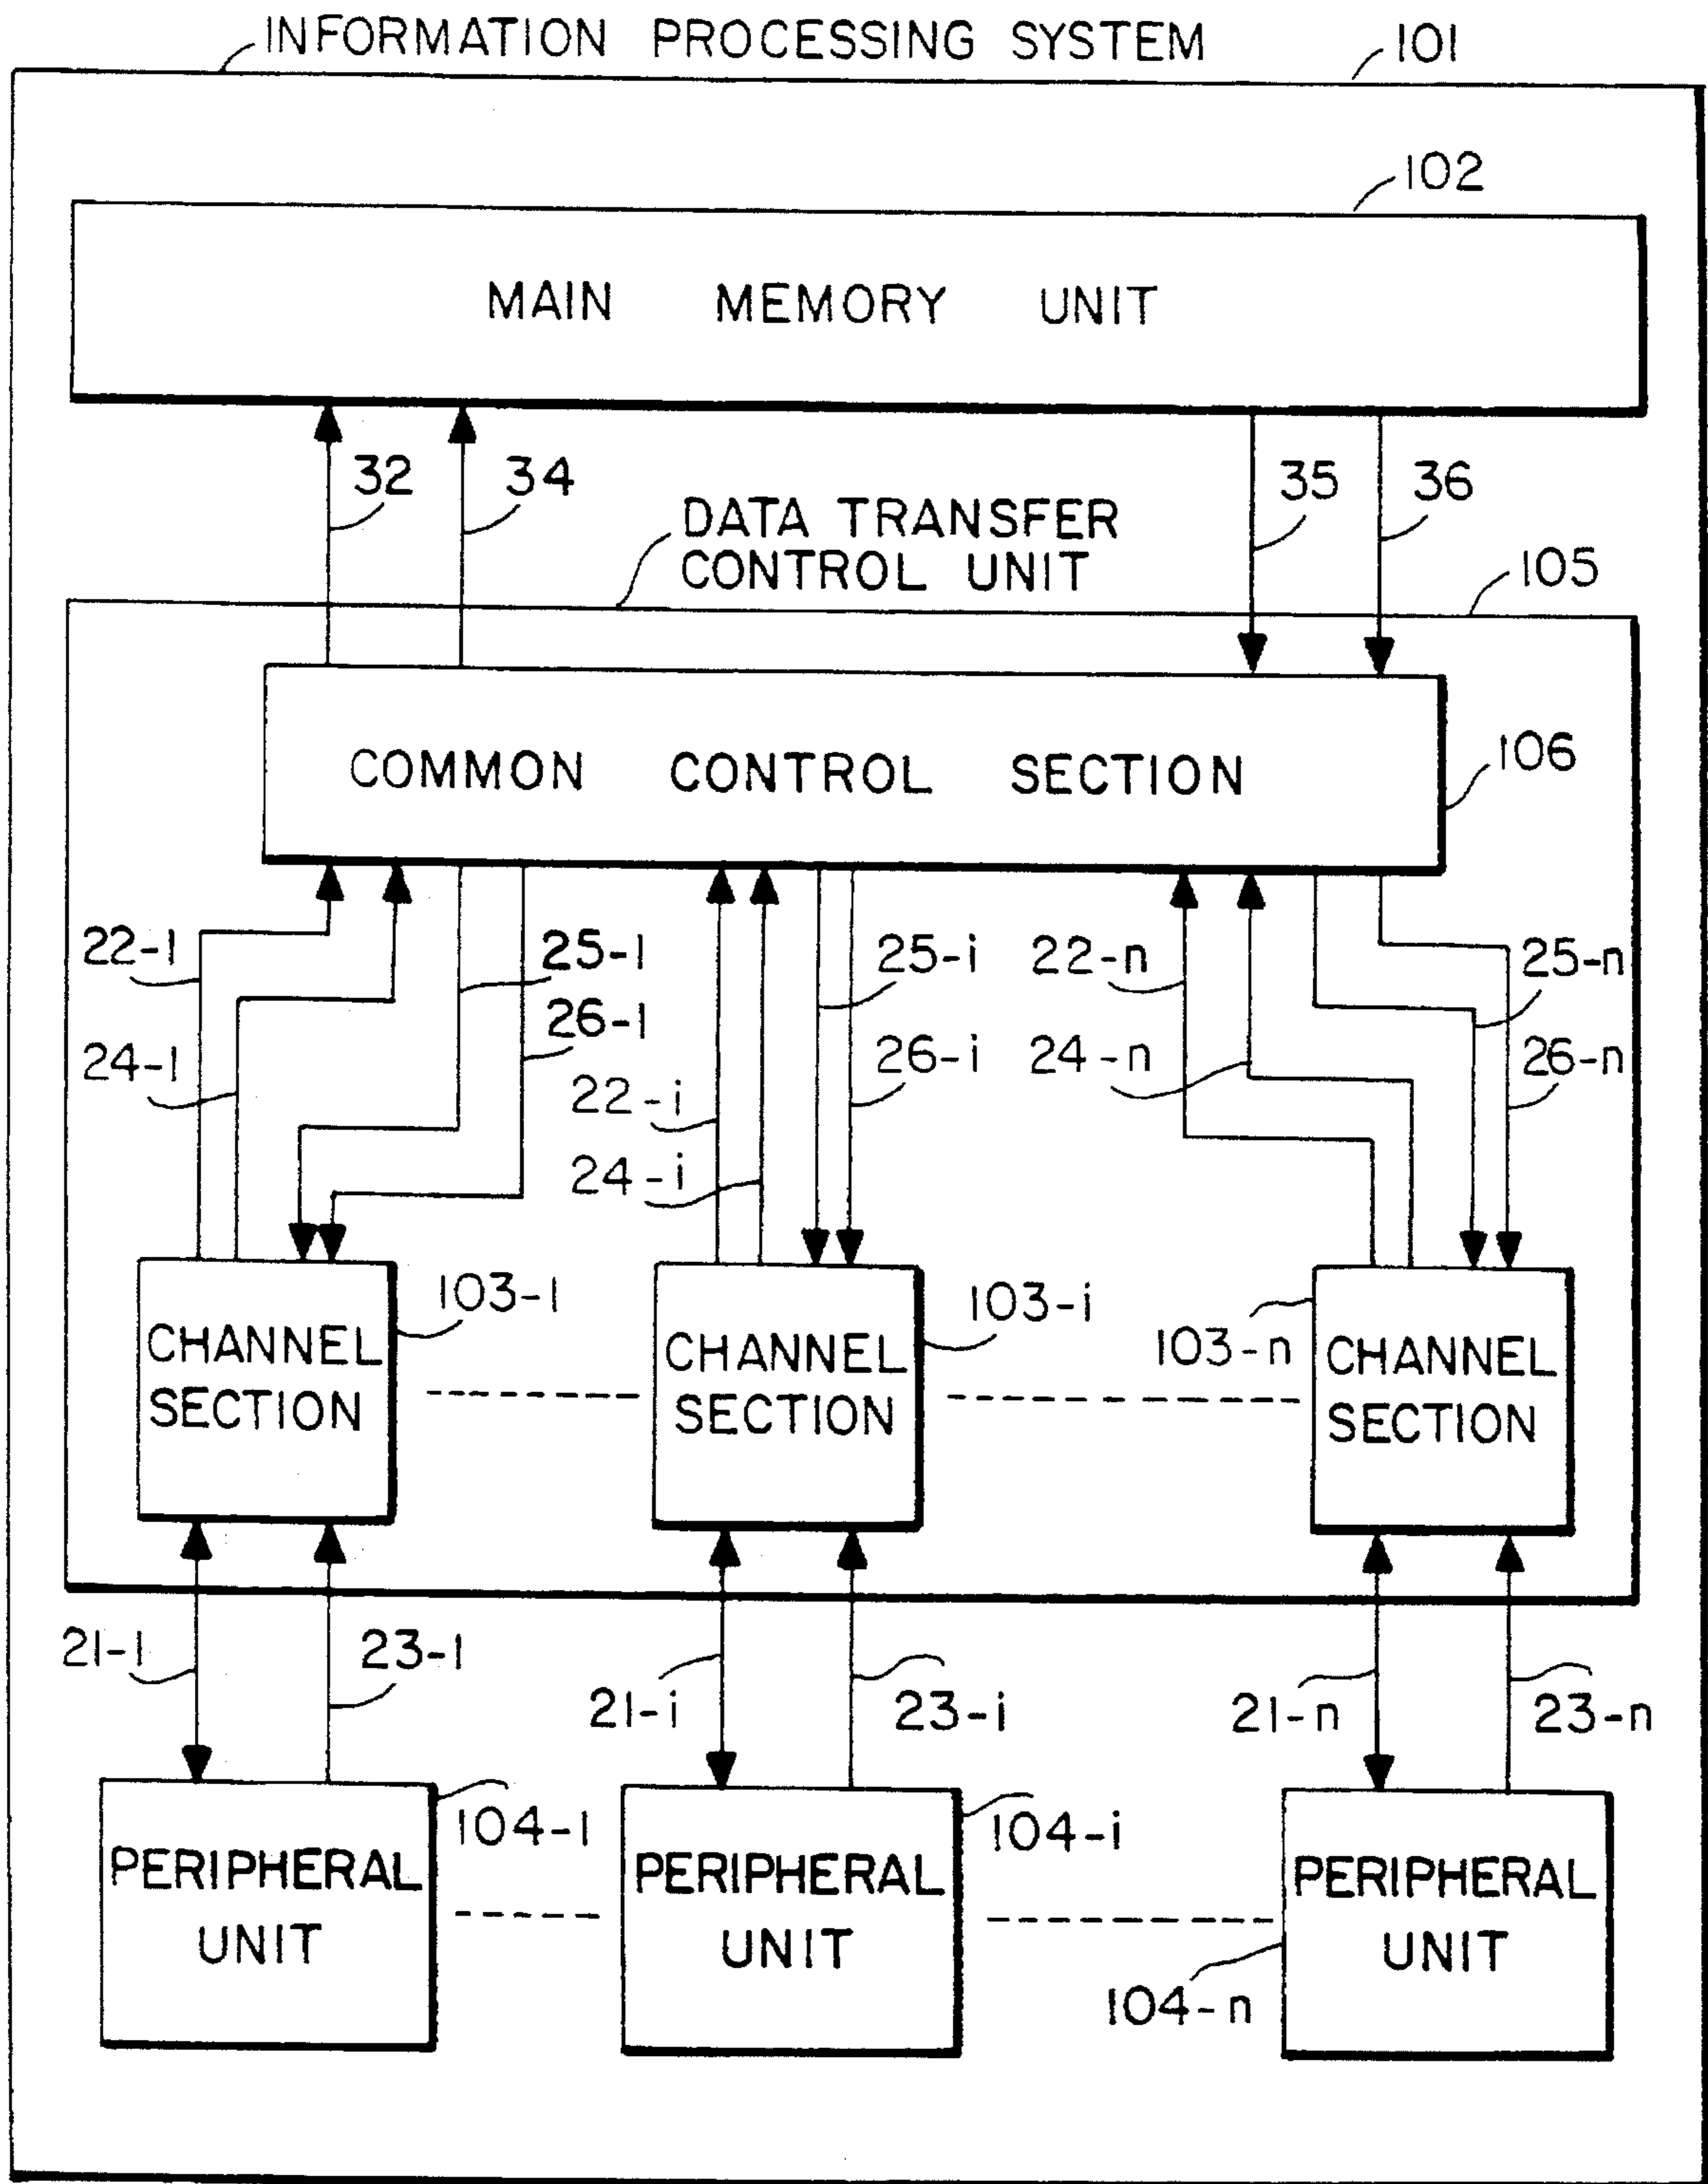 INFORMATION PROCESSING SYSTEM
101
102
MAIN MEMORY UNIT
32
34
35
36
DATA TRANSFER
CONTROL UNIT
105
COMMON CONTROL SECTION
106
22-1
25-1
25-i
22-n
25-n
24-1
26-1
26-i
24-n
26-n
22-i
24-i
103-1
103-i
103-n
CHANNEL
SECTION
CHANNEL
SECTION
CHANNEL
SECTION
21-1
23-1
21-i
23-i
21-n
23-n
104-1
104-i
PERIPHERAL
UNIT
PERIPHERAL
UNIT
PERIPHERAL
UNIT
104-n